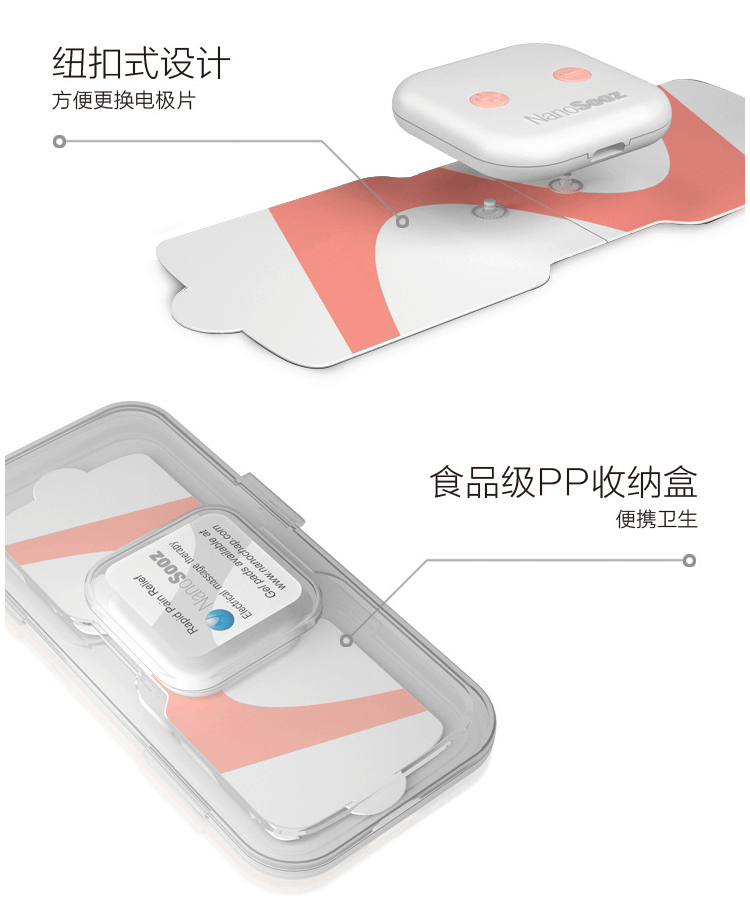 纽扣式设计
方便更换电极片
NanoSooz
食品级PP收纳盒
便携卫生
Rapid Pain Relief
NanoSooz
Electrical massage therapy
Gel pads available at
www.nanochap.com